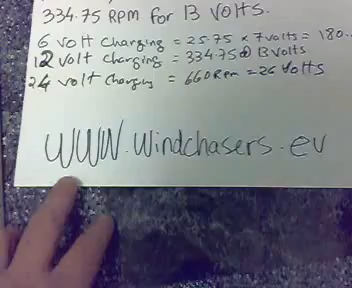 334.75 RPM for 13 VOLTS.
6 Volt Charging = 25.75 x 7 volts = 180..
12 volt charging = 334.75 @ 13 Volts
24 volt Charging = 660 Rpm = 26 Volts
WWW.Windchasers.eu